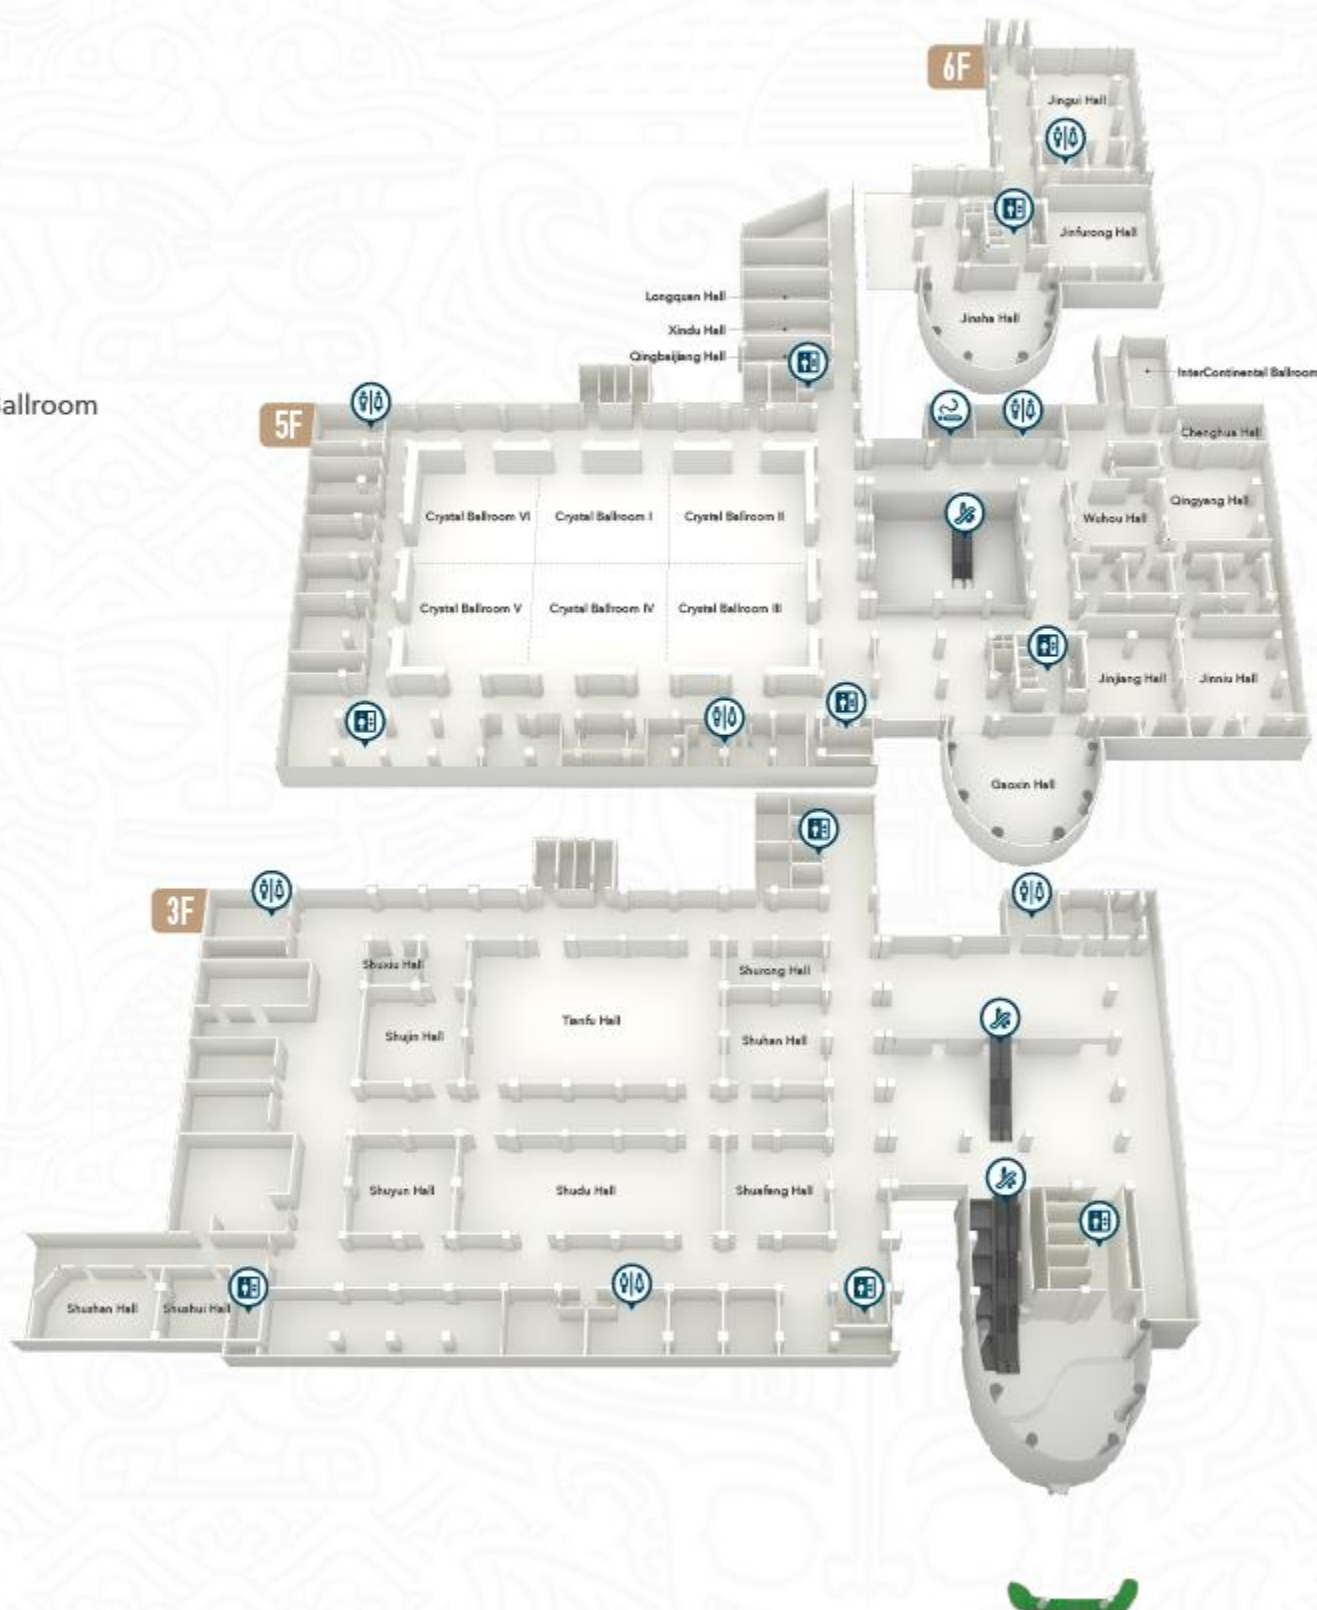 6F
Jingui Hall
Jinfurong Hall
Jinsha Hall
Longquan Hall
Xindu Hall
Qingbaijiang Hall
InterContinental Ballroom
allroom
5F
Chenghua Hall
Qingyang Hall
Wuhou Hall
Crystal Ballroom VI
Crystal Ballroom I
Crystal Ballroom II
Crystal Ballroom V
Crystal Ballroom IV
Crystal Ballroom III
Jinjiang Hall
Jinniu Hall
Gaoxin Hall
3F
Shuxiu Hall
Shurong Hall
Tianfu Hall
Shujin Hall
Shuhan Hall
Shuyun Hall
Shudu Hall
Shuafeng Hall
Shushan Hall
Shushui Hall